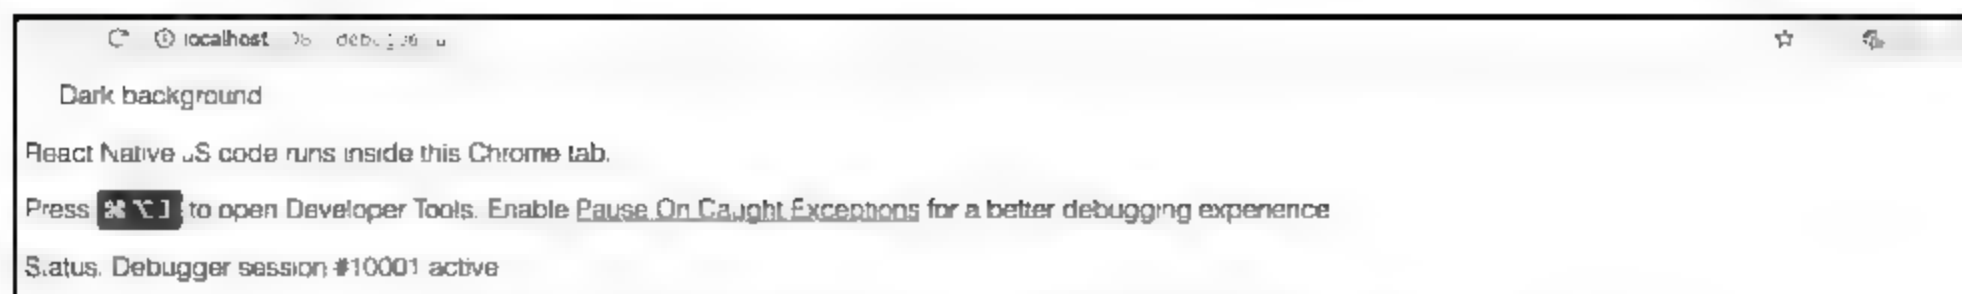 localhost
Dark background
React Native JS code runs inside this Chrome tab.
Press ⌘⌥J to open Developer Tools. Enable Pause On Caught Exceptions for a better debugging experience
Status: Debugger session #10001 active